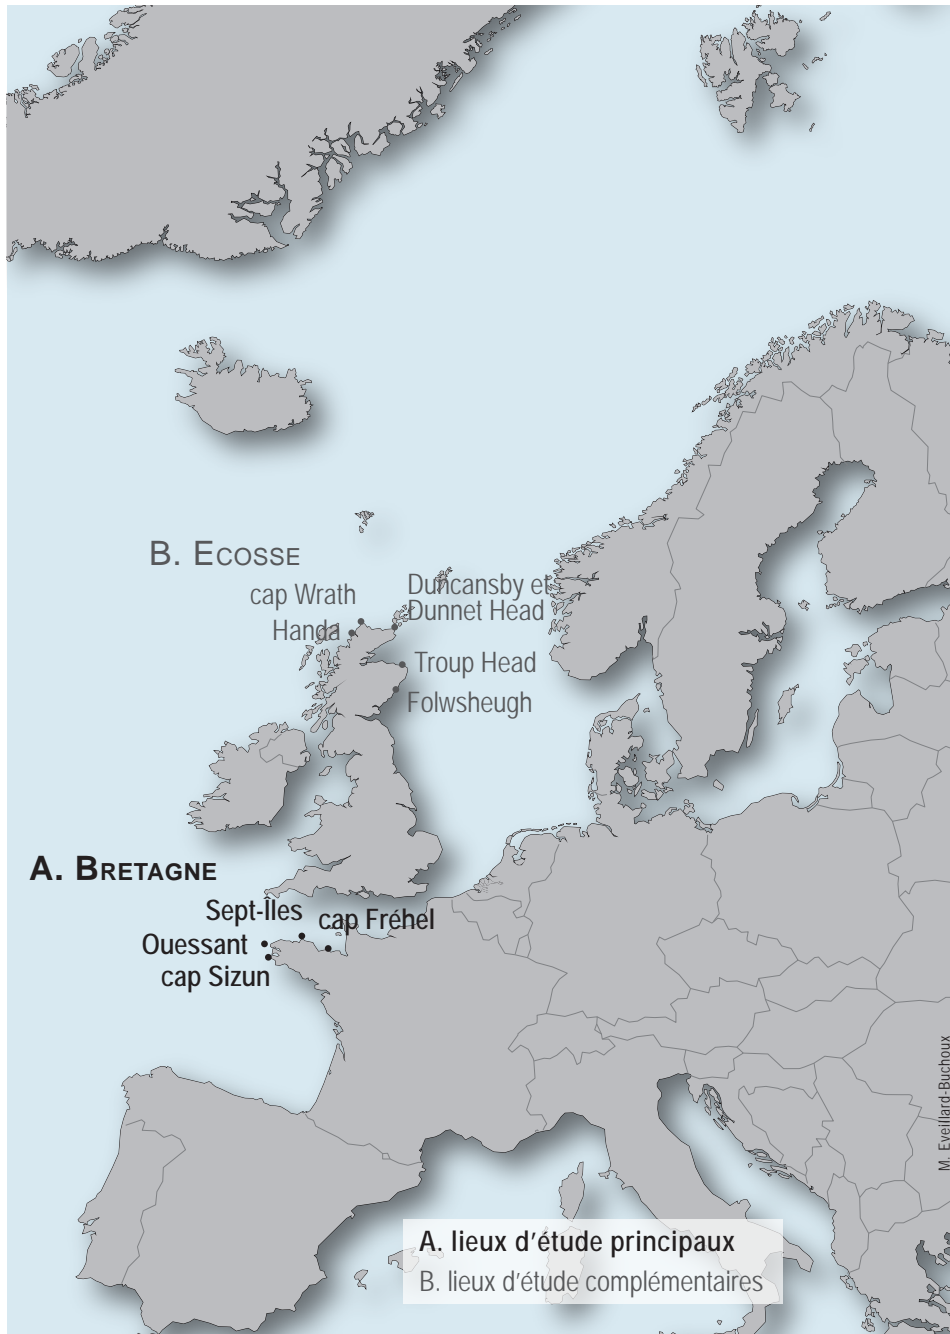 B. ECOSSE
cap Wrath
Handa
Duncansby et
Dunnet Head
Troup Head
Folwsheugh
A. BRETAGNE
Sept-Îles
cap Fréhel
Ouessant
cap Sizun
M. Eveillard-Buchoux
A. lieux d'étude principaux
B. lieux d'étude complémentaires